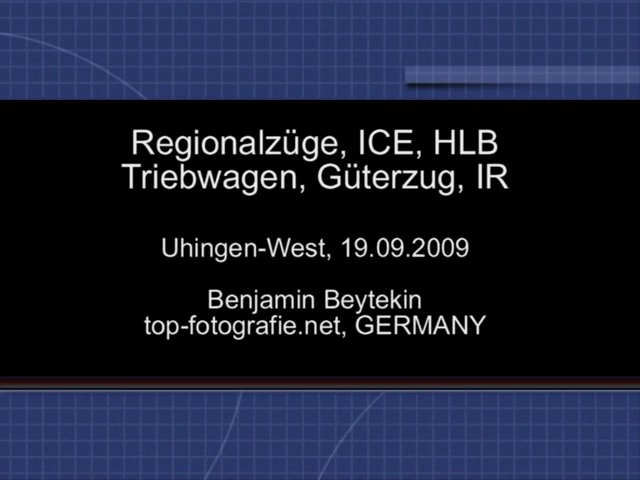 Regionalzüge, ICE, HLB
Triebwagen, Güterzug, IR
Uhingen-West, 19.09.2009
Benjamin Beytekin
top-fotografie.net, GERMANY